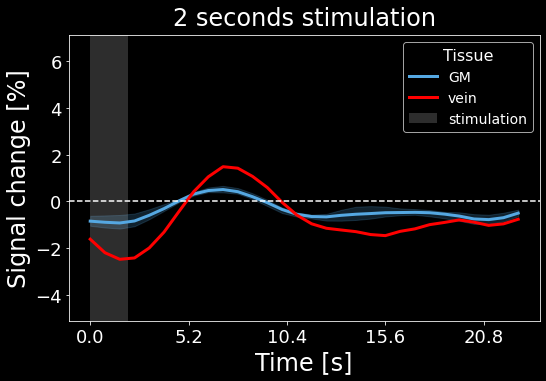 2 seconds stimulation
Signal change [%]
6
4
2
0
−2
−4
Tissue
GM
vein
stimulation
0.0 5.2 10.4 15.6 20.8
Time [s]